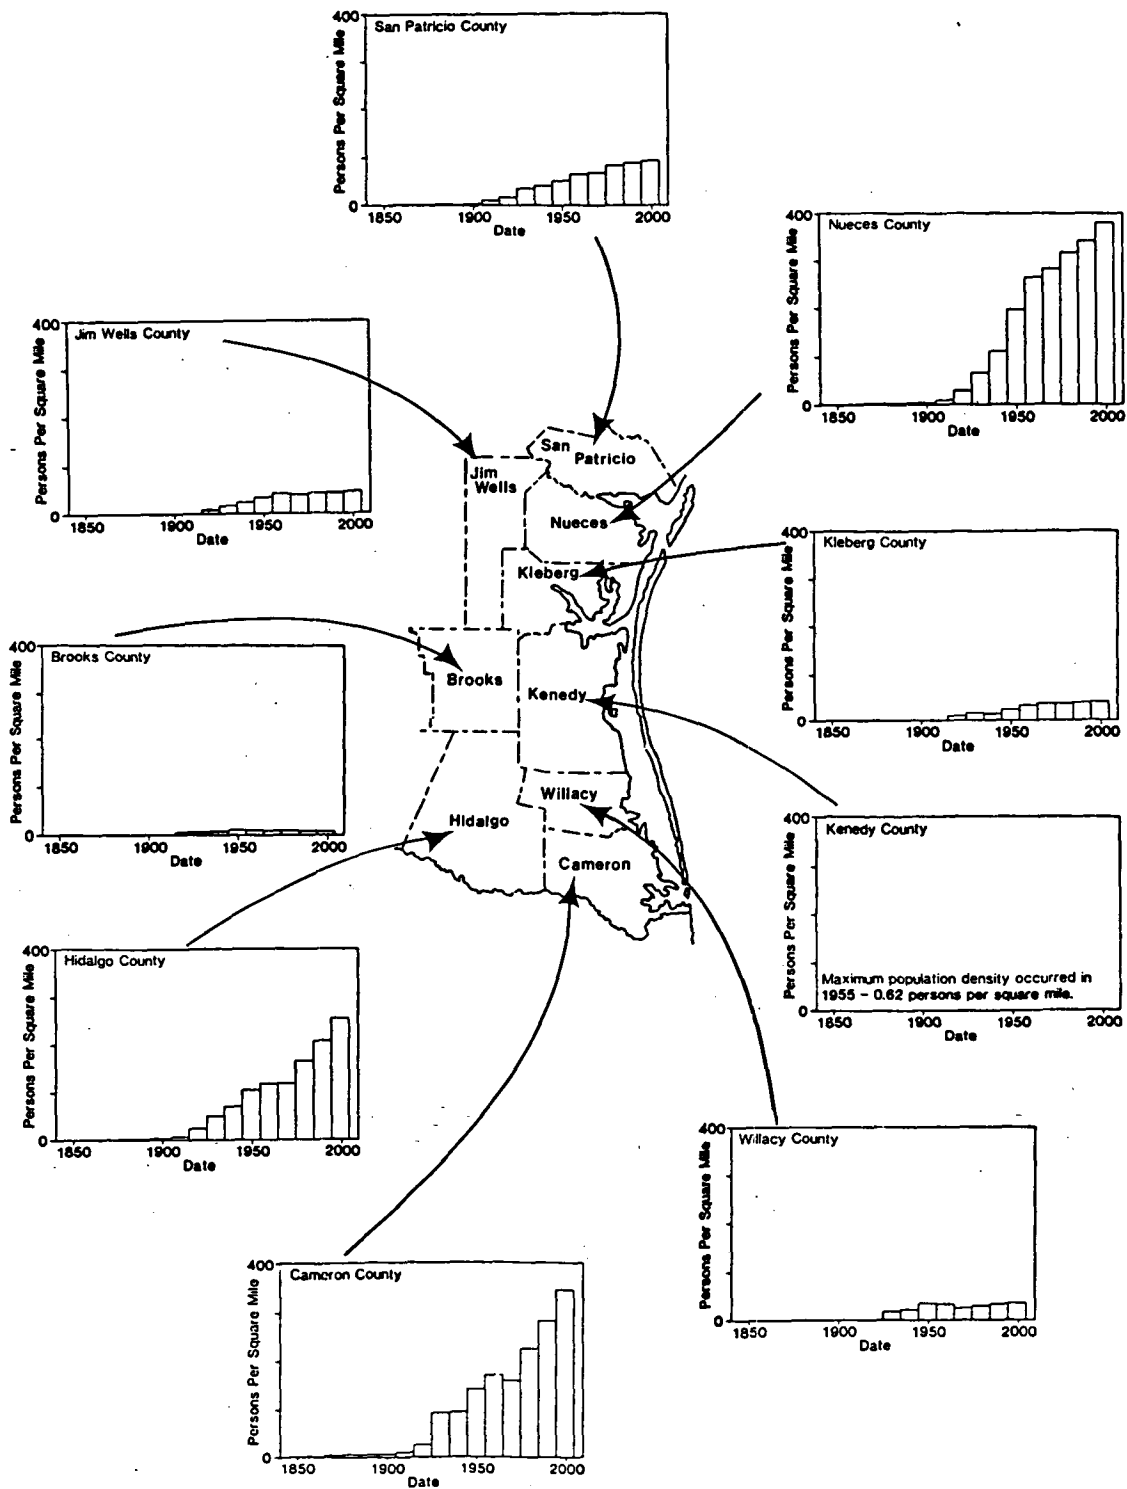 400
San Patricio County
Persons Per Square Mile
0
1850 1900 1950 2000
Date
400
Nueces County
Persons Per Square Mile
0
1850 1900 1950 2000
Date
400
Jim Wells County
Persons Per Square Mile
0
1850 1900 1950 2000
Date
San
Patricio
Jim
Wells
Nueces
Kleberg
Brooks
Kenedy
Willacy
Hidalgo
Cameron
400
Kleberg County
Persons Per Square Mile
0
1850 1900 1950 2000
Date
400
Brooks County
Persons Per Square Mile
0
1850 1900 1950 2000
Date
400
Kenedy County
Persons Per Square Mile
Maximum population density occurred in
1955 - 0.62 persons per square mile.
0
1850 1900 1950 2000
Date
400
Hidalgo County
Persons Per Square Mile
0
1850 1900 1950 2000
Date
400
Willacy County
Persons Per Square Mile
0
1850 1900 1950 2000
Date
400
Cameron County
Persons Per Square Mile
0
1850 1900 1950 2000
Date